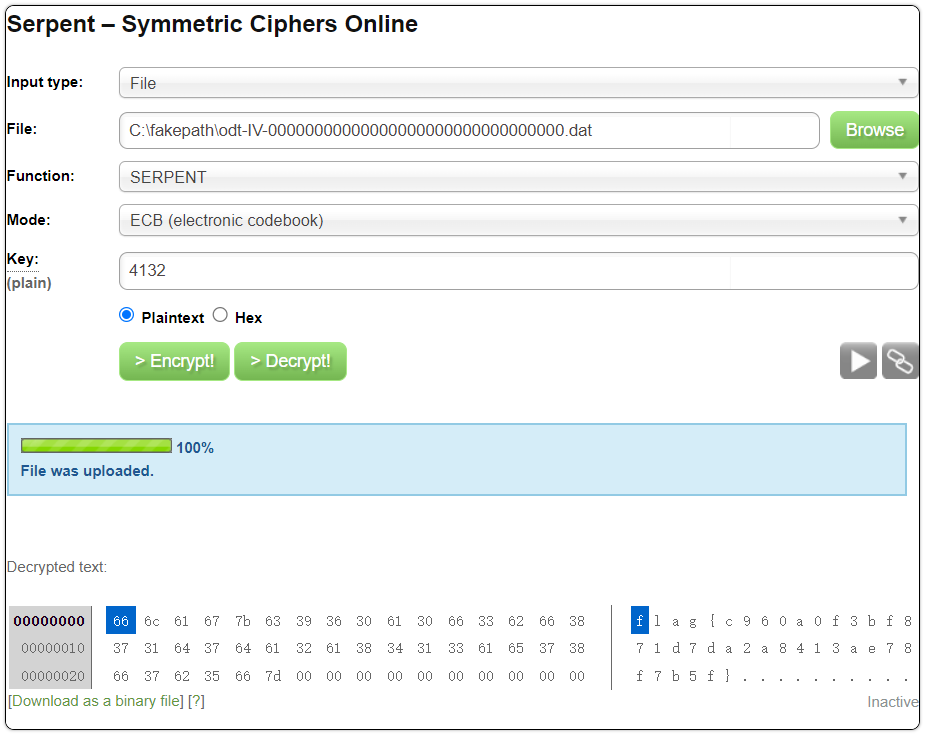 Serpent – Symmetric Ciphers Online
Input type: File
File: C:\fakepath\odt-IV-00000000000000000000000000000000.dat Browse
Function: SERPENT
Mode: ECB (electronic codebook)
Key: 4132
(plain)
Plaintext Hex
> Encrypt! > Decrypt!
100%
File was uploaded.
Decrypted text:
00000000 66 6c 61 67 7b 63 39 36 30 61 30 66 33 62 66 38 f l a g { c 9 6 0 a 0 f 3 b f 8
00000010 37 31 64 37 64 61 32 61 38 34 31 33 61 65 37 38 7 1 d 7 d a 2 a 8 4 1 3 a e 7 8
00000020 66 37 62 35 66 7d 00 00 00 00 00 00 00 00 00 00 f 7 b 5 f } . . . . . . . . . .
[Download as a binary file] [?] Inactive